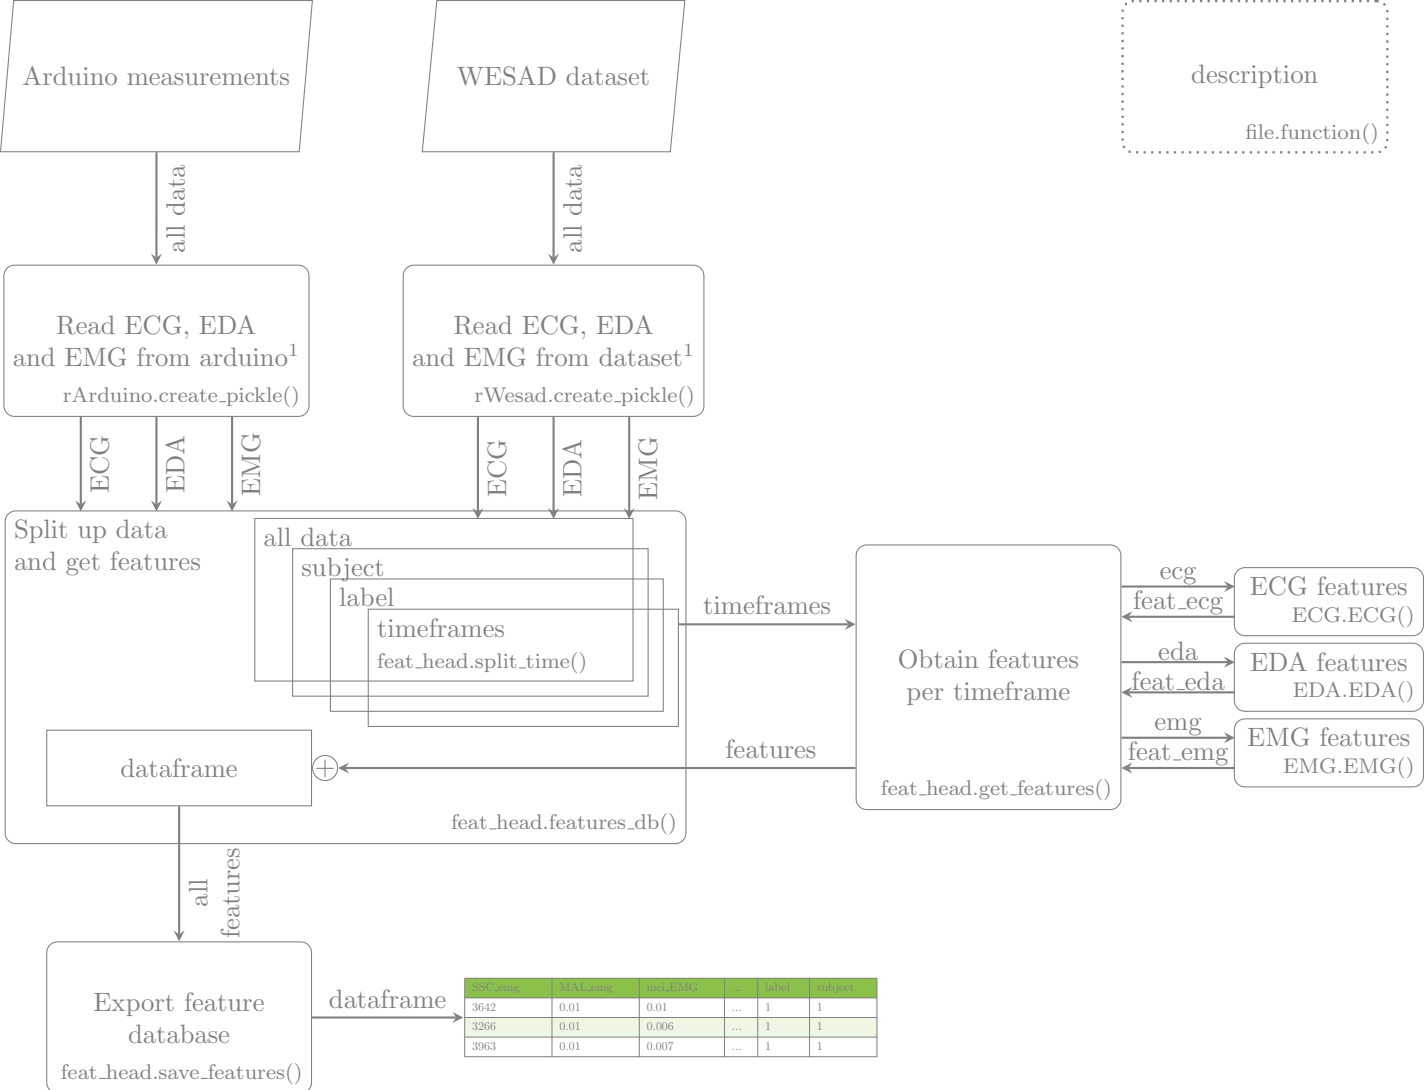 Arduino measurements
WESAD dataset
description
file.function()
all data
all data
Read ECG, EDA
and EMG from arduino¹
rArduino.create_pickle()
Read ECG, EDA
and EMG from dataset¹
rWesad.create_pickle()
ECG
EDA
EMG
ECG
EDA
EMG
Split up data
and get features
all data
subject
label
timeframes
feat_head.split_time()
timeframes
Obtain features
per timeframe
feat_head.get_features()
ecg
feat_ecg
ECG features
ECG.ECG()
eda
feat_eda
EDA features
EDA.EDA()
emg
feat_emg
EMG features
EMG.EMG()
features
dataframe
+
feat_head.features_db()
all
features
Export feature
database
feat_head.save_features()
dataframe
SSC_emg MAL_emg mci_EMG ... label subject
3642 0.01 0.01 ... 1 1
3266 0.01 0.006 ... 1 1
3963 0.01 0.007 ... 1 1